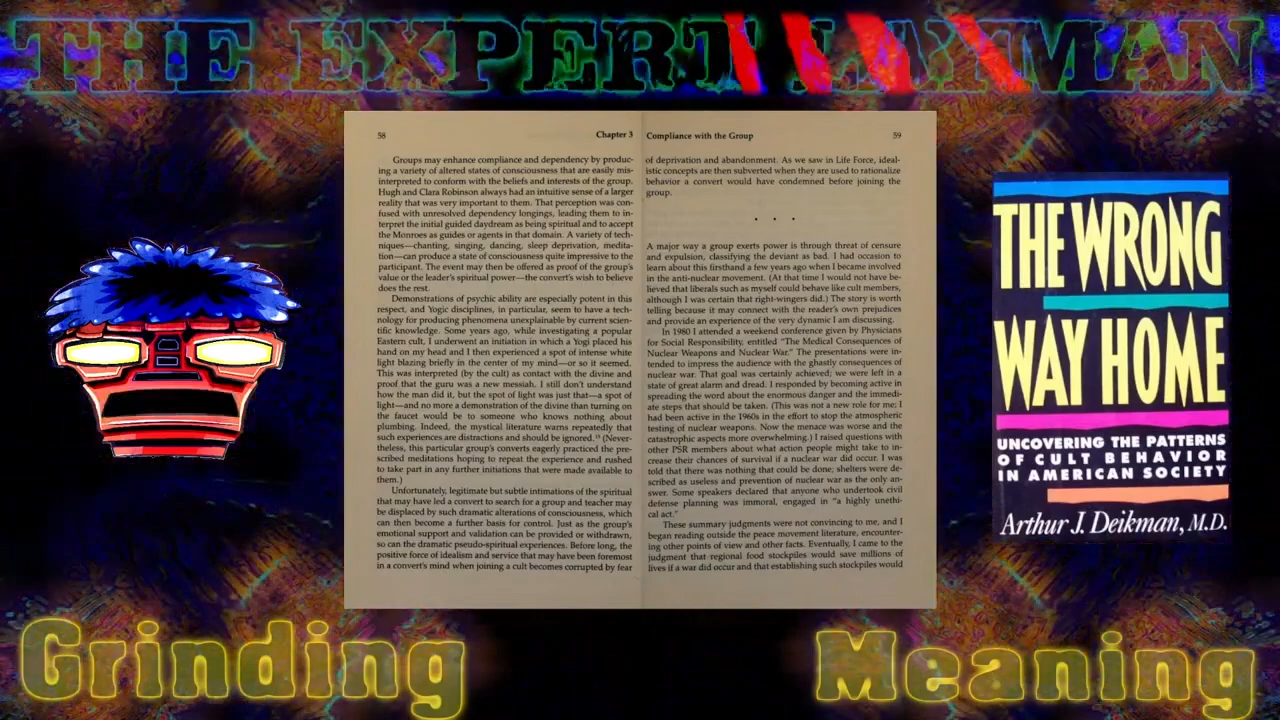 THE EXPERT LAYMAN
58 Chapter 3
Groups may enhance compliance and dependency by produc-
ing a variety of altered states of consciousness that are easily mis-
interpreted to conform with the beliefs and interests of the group.
Hugh and Clara Robinson always had an intuitive sense of a larger
reality that was very important to them. That perception was con-
fused with unresolved dependency longings, leading them to in-
terpret the initial guided daydream as being spiritual and to accept
the Monroes as guides or agents in that domain. A variety of tech-
niques—chanting, singing, dancing, sleep deprivation, medita-
tion—can produce a state of consciousness quite impressive to the
participant. The event may then be offered as proof of the group's
value or the leader's spiritual power—the convert's wish to believe
does the rest.
Demonstrations of psychic ability are especially potent in this
respect, and Yogic disciplines, in particular, seem to have a tech-
nology for producing phenomena unexplainable by current scien-
tific knowledge. Some years ago, while investigating a popular
Eastern cult, I underwent an initiation in which a Yogi placed his
hand on my head and I then experienced a spot of intense white
light blazing briefly in the center of my mind—or so it seemed.
This was interpreted (by the cult) as contact with the divine and
proof that the guru was a new messiah. I still don't understand
how the man did it, but the spot of light was just that—a spot of
light—and no more a demonstration of the divine than turning on
the faucet would be to someone who knows nothing about
plumbing. Indeed, the mystical literature warns repeatedly that
such experiences are distractions and should be ignored. (Never-
theless, this particular group's converts eagerly practiced the pre-
scribed meditations hoping to repeat the experience and rushed
to take part in any further initiations that were made available to
them.)
Unfortunately, legitimate but subtle intimations of the spiritual
that may have led a convert to search for a group and teacher may
be displaced by such dramatic alterations of consciousness, which
can then become a further basis for control. Just as the group's
emotional support and validation can be provided or withdrawn,
so can the dramatic pseudo-spiritual experiences. Before long, the
positive force of idealism and service that may have been foremost
in a convert's mind when joining a cult becomes corrupted by fear
Compliance with the Group 59
of deprivation and abandonment. As we saw in Life Force, ideal-
istic concepts are then subverted when they are used to rationalize
behavior a convert would have condemned before joining the
group.
. . .
A major way a group exerts power is through threat of censure
and expulsion, classifying the deviant as bad. I had occasion to
learn about this firsthand a few years ago when I became involved
in the anti-nuclear movement. (At that time I would not have be-
lieved that liberals such as myself could behave like cult members,
although I was certain that right-wingers did.) The story is worth
telling because it may connect with the reader's own prejudices
and provide an experience of the very dynamic I am discussing.
In 1980 I attended a weekend conference given by Physicians
for Social Responsibility, entitled "The Medical Consequences of
Nuclear Weapons and Nuclear War." The presentations were in-
tended to impress the audience with the ghastly consequences of
nuclear war. That goal was certainly achieved; we were left in a
state of great alarm and dread. I responded by becoming active in
spreading the word about the enormous danger and the immedi-
ate steps that should be taken. (This was not a new role for me; I
had been active in the 1960s in the effort to stop the atmospheric
testing of nuclear weapons. Now the menace was worse and the
catastrophic aspects more overwhelming.) I raised questions with
other PSR members about what action people might take to in-
crease their chances of survival if a nuclear war did occur. I was
told that there was nothing that could be done; shelters were de-
scribed as useless and prevention of nuclear war as the only an-
swer. Some speakers declared that anyone who undertook civil
defense planning was immoral, engaged in "a highly unethi-
cal act."
These summary judgments were not convincing to me, and I
began reading outside the peace movement literature, encounter-
ing other points of view and other facts. Eventually, I came to the
judgment that regional food stockpiles would save millions of
lives if a war did occur and that establishing such stockpiles would
THE WRONG
WAY HOME
UNCOVERING THE PATTERNS
OF CULT BEHAVIOR
IN AMERICAN SOCIETY
Arthur J. Deikman, M.D.
Grinding Meaning